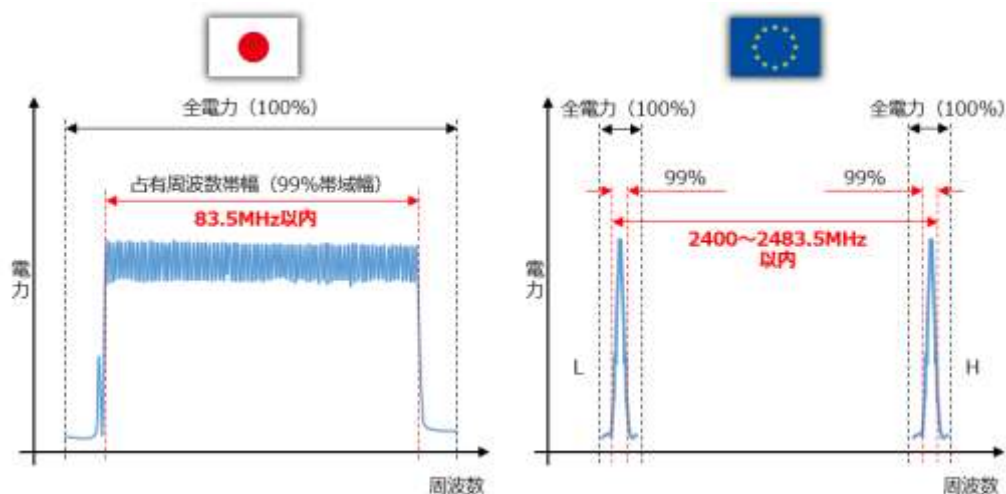 全電力（100%）
占有周波数帯幅（99%帯域幅）
83.5MHz以内
電力
周波数
全電力（100%）
全電力（100%）
99%
99%
2400～2483.5MHz
以内
電力
L
H
周波数